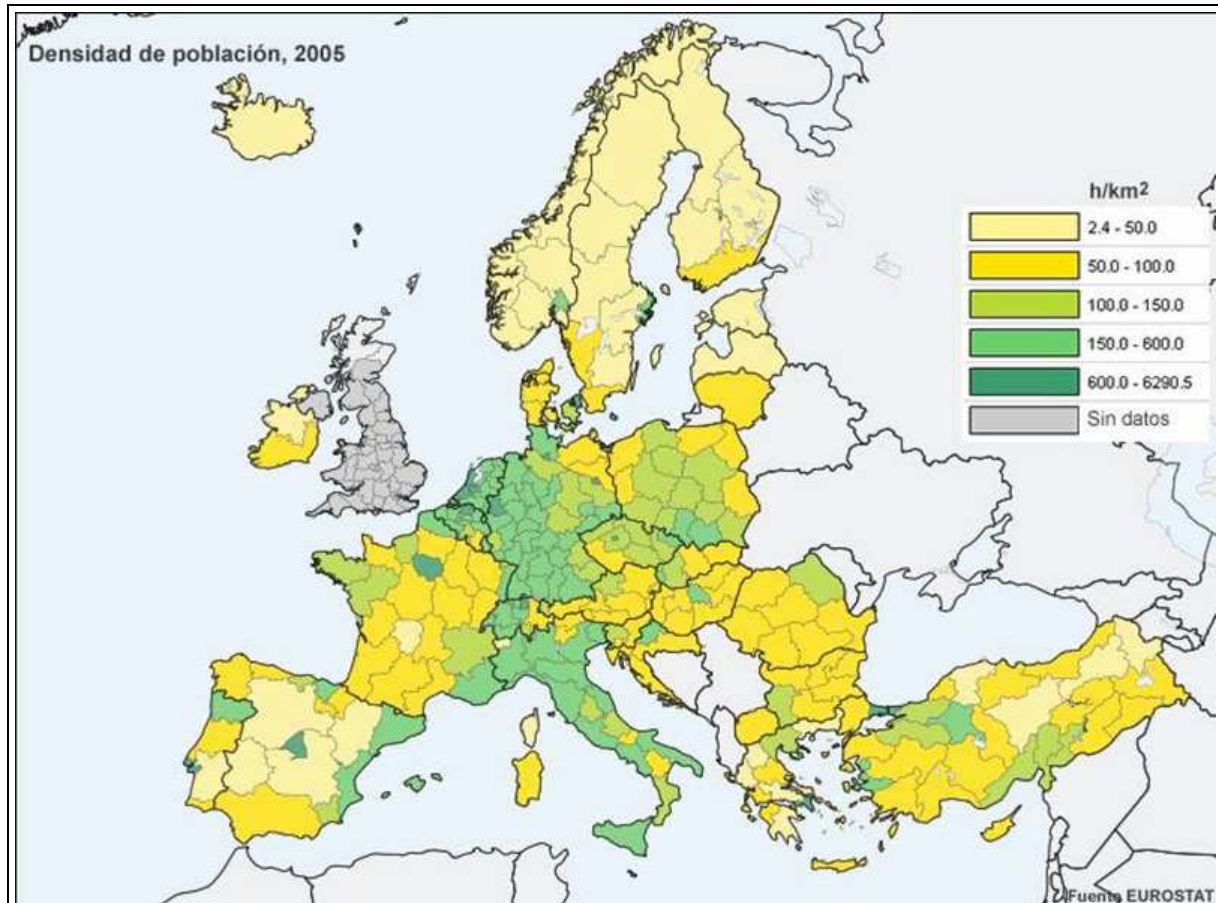 Densidad de población, 2005
h/km2
2.4 - 50.0
50.0 - 100.0
100.0 - 150.0
150.0 - 600.0
600.0 - 6290.5
Sin datos
Fuente EUROSTAT